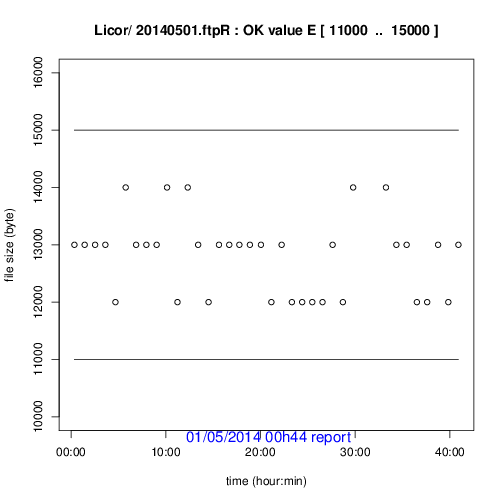 Licor/ 20140501.ftpR : OK value E [ 11000 .. 15000 ]
16000
15000
14000
13000
12000
11000
10000
file size (byte)
01/05/2014 00h44 report
00:00 10:00 20:00 30:00 40:00
time (hour:min)